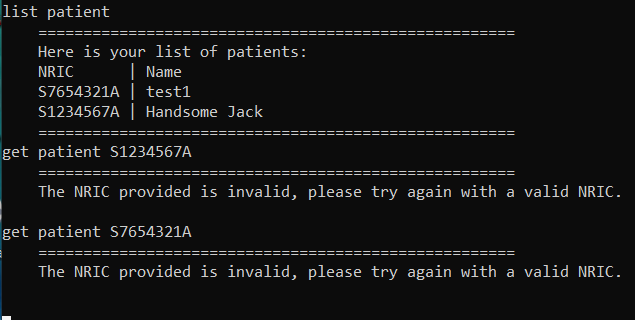 list patient
=====================================================
Here is your list of patients:
NRIC      | Name
S7654321A | test1
S1234567A | Handsome Jack
=====================================================
get patient S1234567A
=====================================================
The NRIC provided is invalid, please try again with a valid NRIC.
get patient S7654321A
=====================================================
The NRIC provided is invalid, please try again with a valid NRIC.